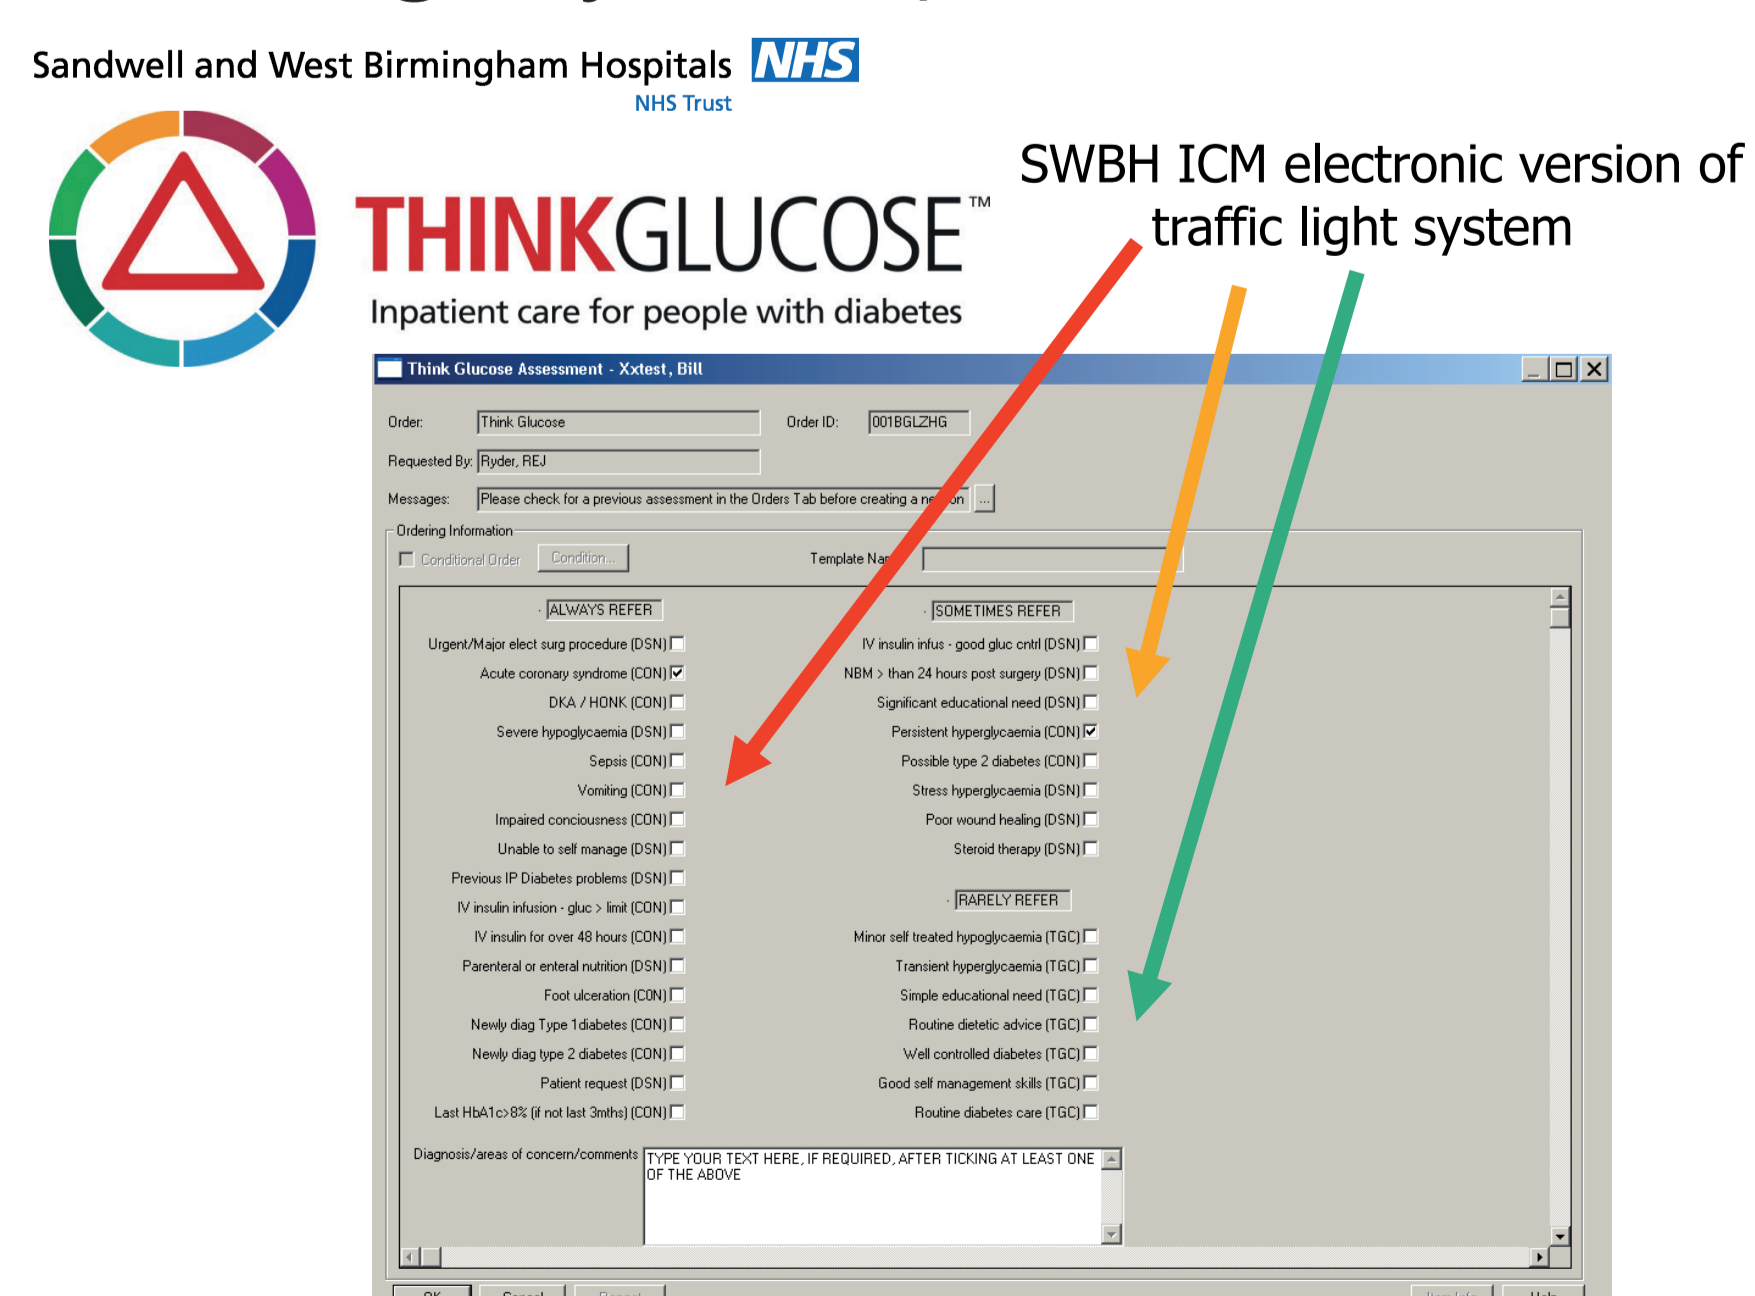 Sandwell and West Birmingham Hospitals NHS
NHS Trust
SWBH ICM electronic version of
traffic light system
THINKGLUCOSE™
Inpatient care for people with diabetes
Think Glucose Assessment - Xxtest, Bill
Order: Think Glucose Order ID: 001BGLZHG
Requested By: Ryder, REJ
Messages: Please check for a previous assessment in the Orders Tab before creating a ...
Ordering Information
Conditional Order Condition... Template
ALWAYS REFER
Urgent/Major elect surg procedure (DSN)
Acute coronary syndrome (CON)
DKA / HONK (CON)
Severe hypoglycaemia (DSN)
Sepsis (CON)
Vomiting (CON)
Impaired conciousness (CON)
Unable to self manage (DSN)
Previous IP Diabetes problems (DSN)
IV insulin infusion - gluc > limit (CON)
IV insulin for over 48 hours (CON)
Parenteral or enteral nutrition (DSN)
Foot ulceration (CON)
Newly diag Type 1diabetes (CON)
Newly diag type 2 diabetes (CON)
Patient request (DSN)
Last HbA1c>8% (if not last 3mths) (CON)
SOMETIMES REFER
IV insulin infus - good gluc cntrl (DSN)
NBM > than 24 hours post surgery (DSN)
Significant educational need (DSN)
Persistent hyperglycaemia (CON)
Possible type 2 diabetes (CON)
Stress hyperglycaemia (DSN)
Poor wound healing (DSN)
Steroid therapy (DSN)
RARELY REFER
Minor self treated hypoglycaemia (TGC)
Transient hyperglycaemia (TGC)
Simple educational need (TGC)
Routine dietetic advice (TGC)
Well controlled diabetes (TGC)
Good self management skills (TGC)
Routine diabetes care (TGC)
Diagnosis/areas of concern/comments
TYPE YOUR TEXT HERE, IF REQUIRED, AFTER TICKING AT LEAST ONE
OF THE ABOVE